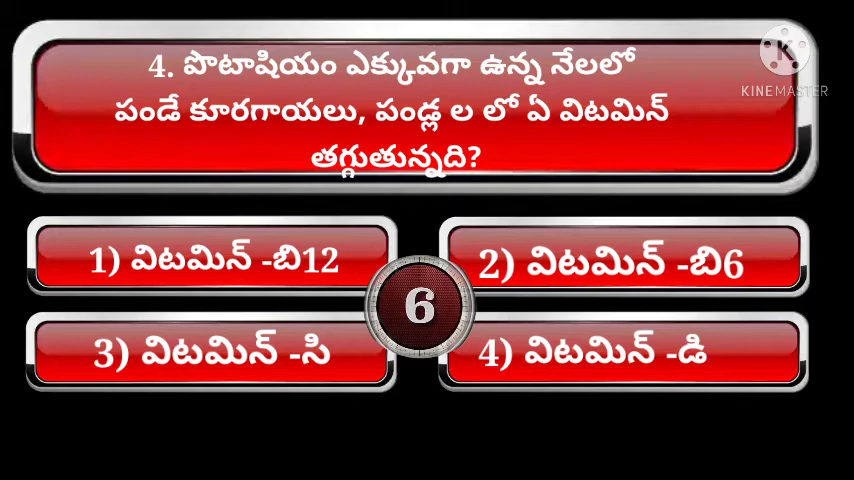 4. పొటాషియం ఎక్కువగా ఉన్న నేలలో
పండే కూరగాయలు, పండ్ల ల లో ఏ విటమిన్
తగ్గుతున్నది?
KINEMASTER
1) విటమిన్ -బి12
2) విటమిన్ -బి6
6
3) విటమిన్ -సి
4) విటమిన్ -డి